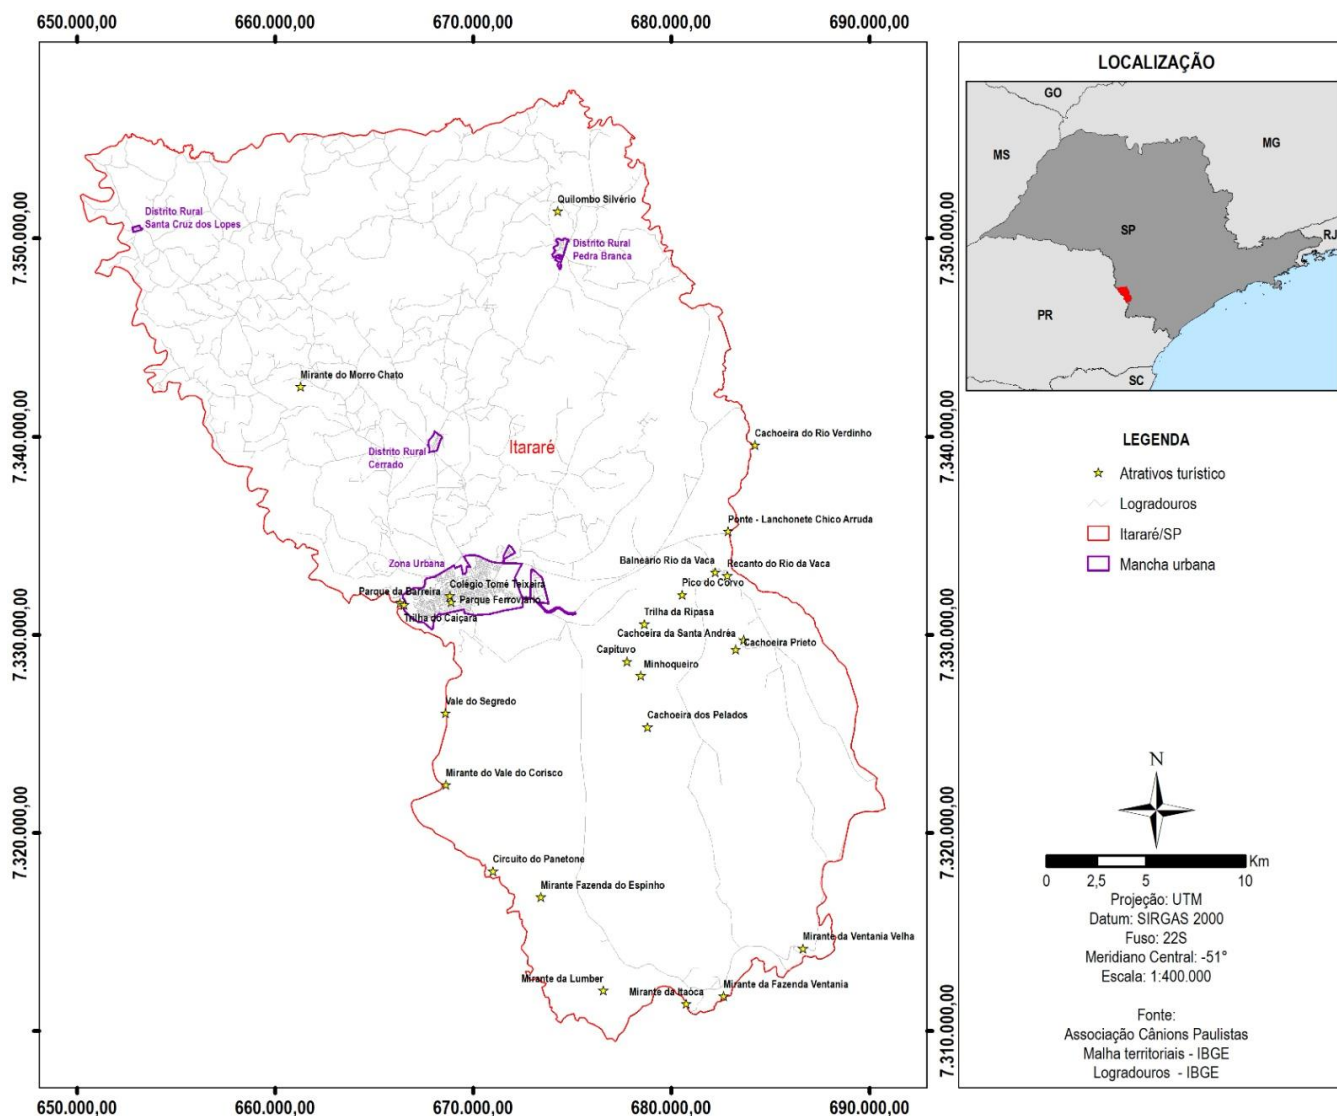 650.000,00
660.000,00
670.000,00
680.000,00
690.000,00
7.350.000,00
7.340.000,00
7.330.000,00
7.320.000,00
7.310.000,00
Quilombo Silvério
Distrito Rural
Santa Cruz dos Lopes
Distrito Rural
Pedra Branca
Mirante do Morro Chato
Distrito Rural
Cerrado
Itararé
Cachoeira do Rio Verdinho
Ponte - Lanchonete Chico Arruda
Zona Urbana
Balneário Rio da Vaca
Recanto do Rio da Vaca
Colégio Tomé Teixeira
Pico do Corvo
Parque da Barreira
Parque Ferroviário
Trilha do Caiçara
Trilha da Ripasa
Cachoeira da Santa Andréa
Cachoeira Prieto
Capituvo
Minhoqueiro
Vale do Segredo
Cachoeira dos Pelados
Mirante do Vale do Corisco
Circuito do Panetone
Mirante Fazenda do Espinho
Mirante da Ventania Velha
Mirante da Lumber
Mirante da Itaóca
Mirante da Fazenda Ventania
7.350.000,00
7.340.000,00
7.330.000,00
7.320.000,00
7.310.000,00
650.000,00
660.000,00
670.000,00
680.000,00
690.000,00
LOCALIZAÇÃO
GO
MS
MG
SP
RJ
PR
SC
LEGENDA
Atrativos turistico
Logradouros
Itararé/SP
Mancha urbana
N
Km
0
2,5
5
10
Projeção: UTM
Datum: SIRGAS 2000
Fuso: 22S
Meridiano Central: -51°
Escala: 1:400.000
Fonte:
Associação Cânions Paulistas
Malha territoriais - IBGE
Logradouros - IBGE